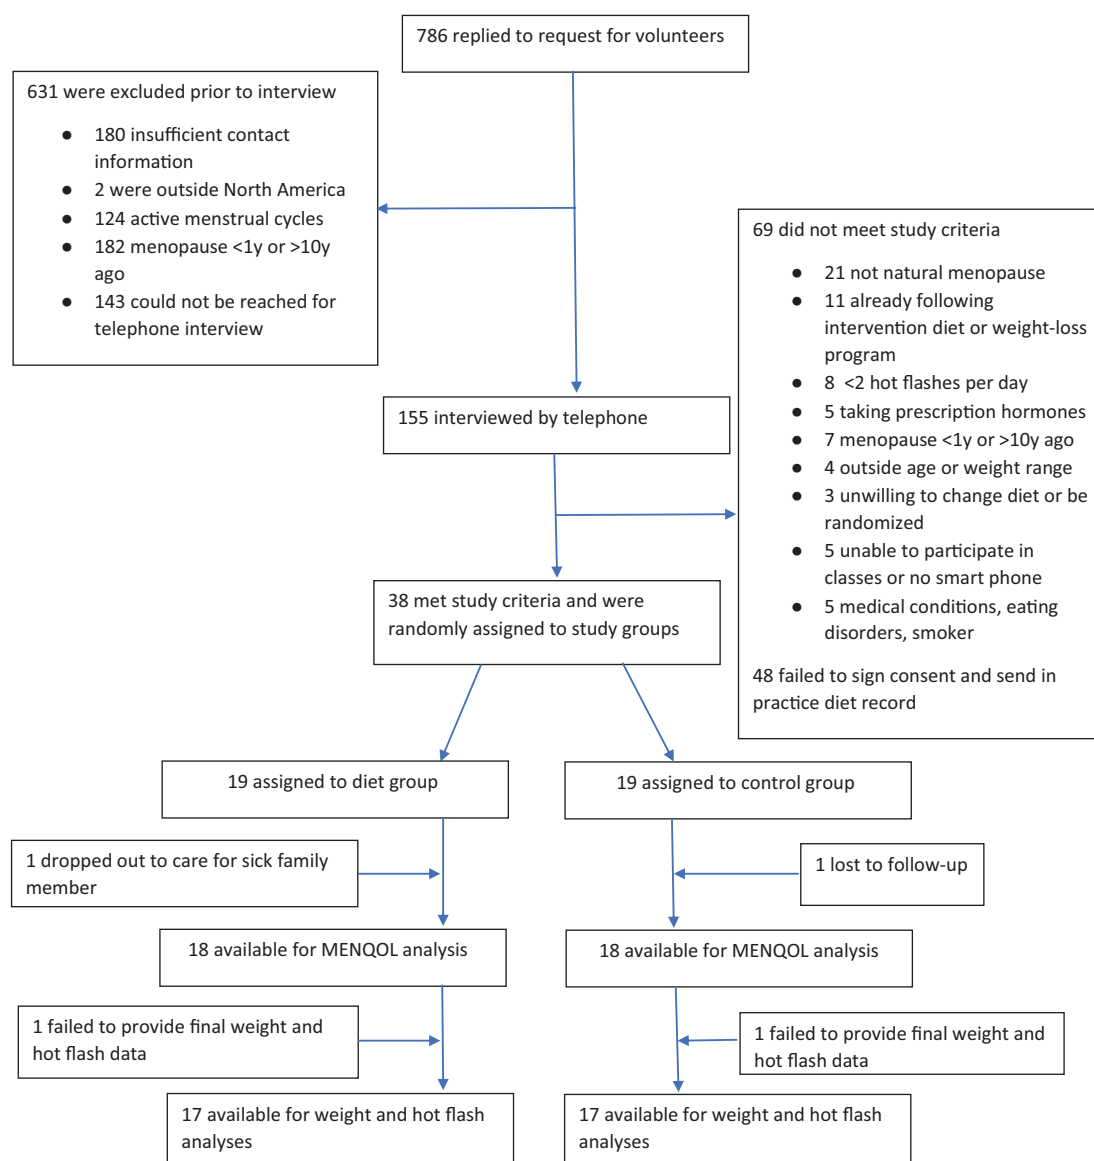 786 replied to request for volunteers
631 were excluded prior to interview
● 180 insufficient contact
information
● 2 were outside North America
● 124 active menstrual cycles
● 182 menopause <1y or >10y
ago
● 143 could not be reached for
telephone interview
155 interviewed by telephone
69 did not meet study criteria
● 21 not natural menopause
● 11 already following
intervention diet or weight-loss
program
● 8 <2 hot flashes per day
● 5 taking prescription hormones
● 7 menopause <1y or >10y ago
● 4 outside age or weight range
● 3 unwilling to change diet or be
randomized
● 5 unable to participate in
classes or no smart phone
● 5 medical conditions, eating
disorders, smoker
48 failed to sign consent and send in
practice diet record
38 met study criteria and were
randomly assigned to study groups
19 assigned to diet group
19 assigned to control group
1 dropped out to care for sick family
member
1 lost to follow-up
18 available for MENQOL analysis
18 available for MENQOL analysis
1 failed to provide final weight and
hot flash data
1 failed to provide final weight and
hot flash data
17 available for weight and hot flash
analyses
17 available for weight and hot flash
analyses